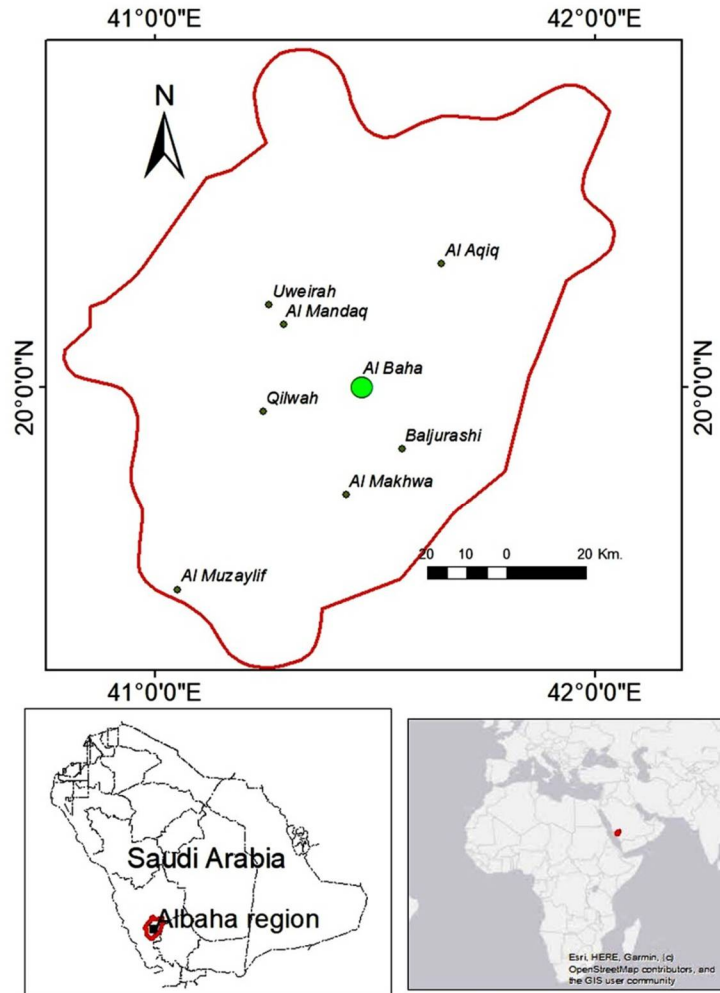 41°0'0"E
42°0'0"E
N
Al Aqiq
Uweirah
Al Mandaq
Al Baha
20°0'0"N
20°0'0"N
Qilwah
Baljurashi
Al Makhwa
20 10 0 20 Km.
Al Muzaylif
41°0'0"E
42°0'0"E
Saudi Arabia
Albaha region
Esri, HERE, Garmin, (c)
OpenStreetMap contributors, and
the GIS user community